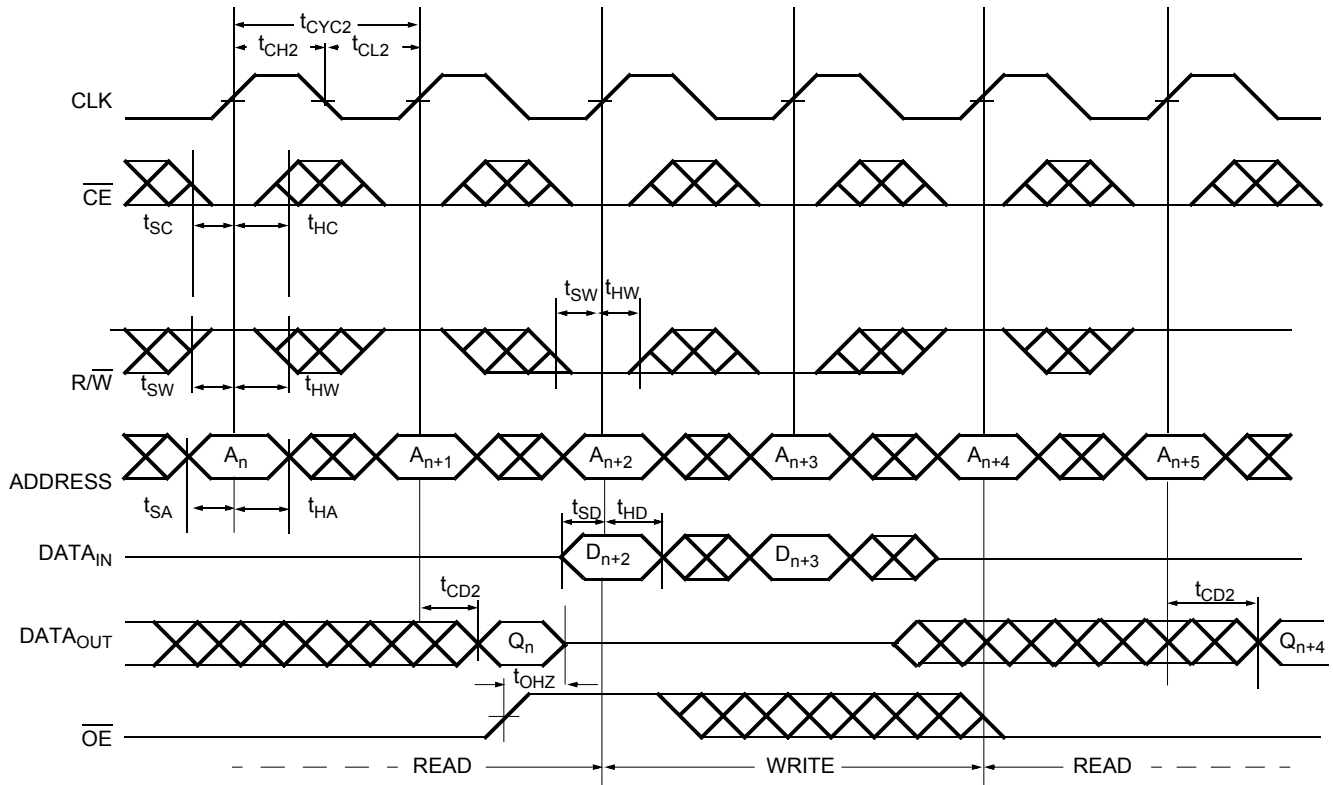 tCYC2
tCH2 tCL2
CLK
CE
tSC tHC
tSW tHW
R/W
tSW tHW
An An+1 An+2 An+3 An+4 An+5
ADDRESS
tSA tHA
tSD tHD
DATAIN
Dn+2 Dn+3
tCD2 tCD2
DATAOUT
Qn Qn+4
tOHZ
OE
READ WRITE READ